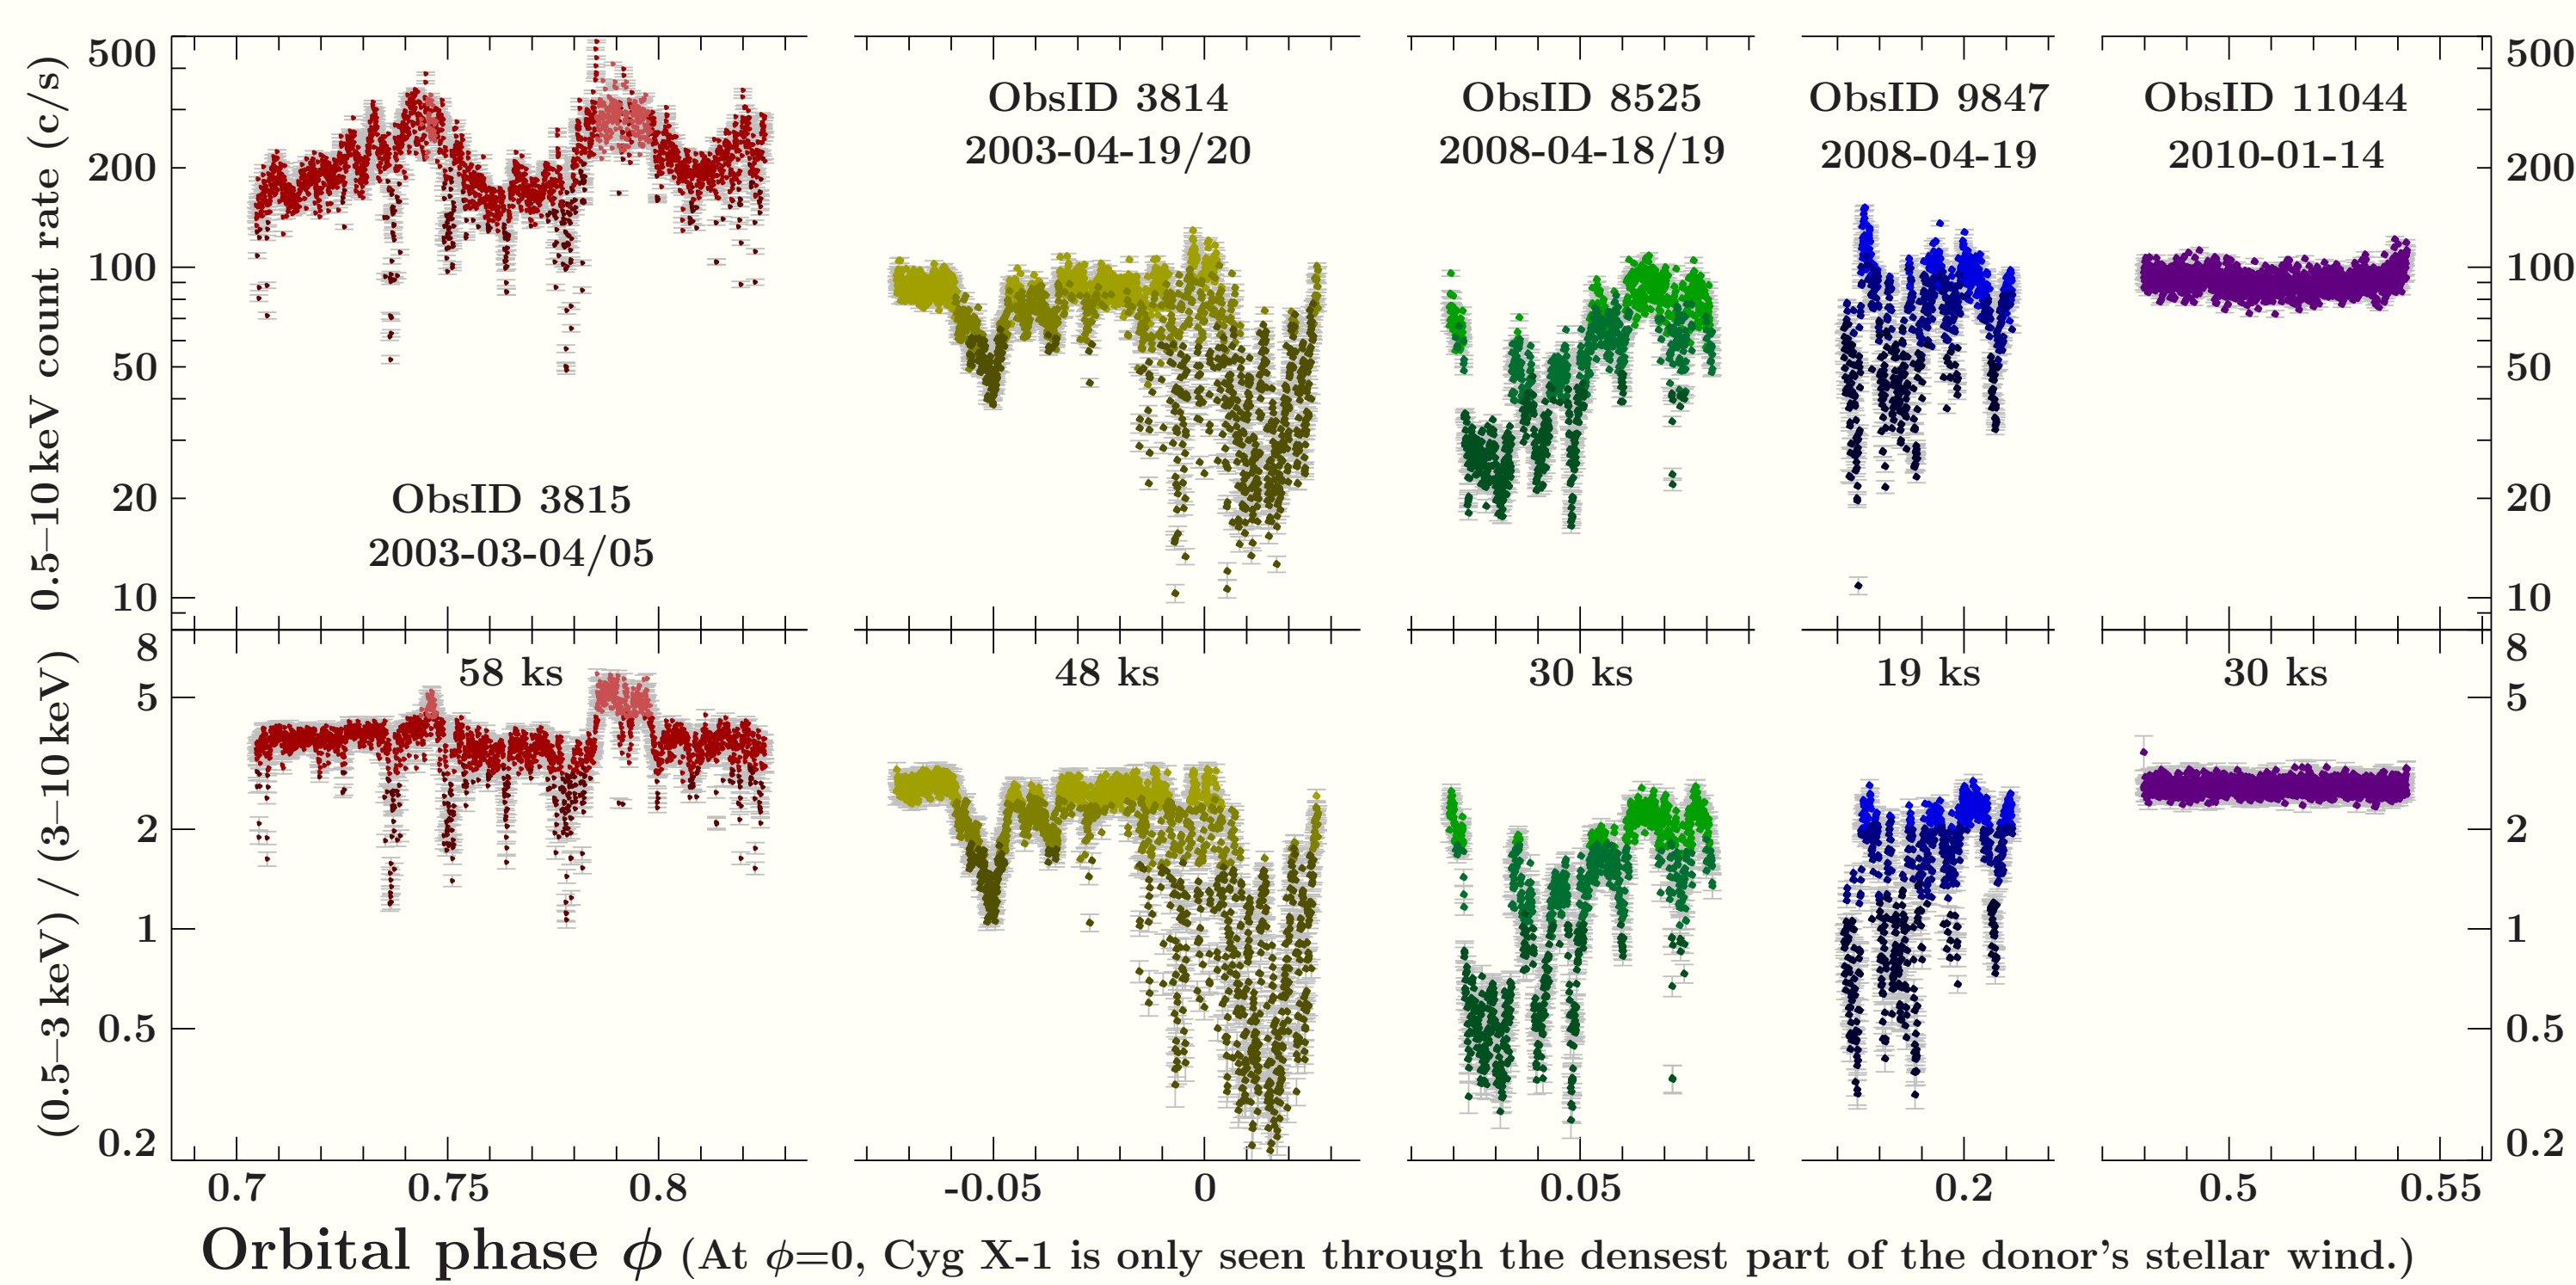 0.5–10 keV count rate (c/s)
500
200
100
50
20
10
ObsID 3815
2003-03-04/05
ObsID 3814
2003-04-19/20
ObsID 8525
2008-04-18/19
ObsID 9847
2008-04-19
ObsID 11044
2010-01-14
500
200
100
50
20
10
(0.5–3 keV) / (3–10 keV)
8
5
2
1
0.5
0.2
58 ks
48 ks
30 ks
19 ks
30 ks
8
5
2
1
0.5
0.2
0.7 0.75 0.8 -0.05 0 0.05 0.2 0.5 0.55
Orbital phase ϕ (At ϕ=0, Cyg X-1 is only seen through the densest part of the donor's stellar wind.)